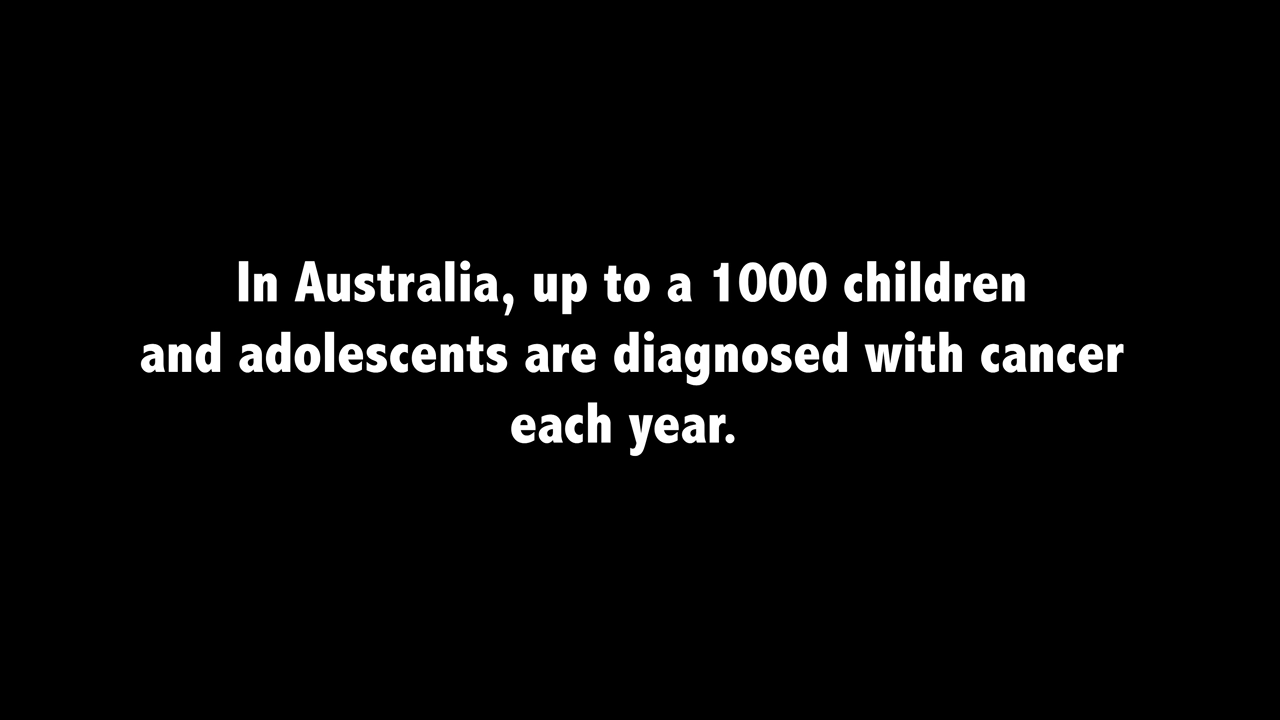 In Australia, up to a 1000 children
and adolescents are diagnosed with cancer
each year.